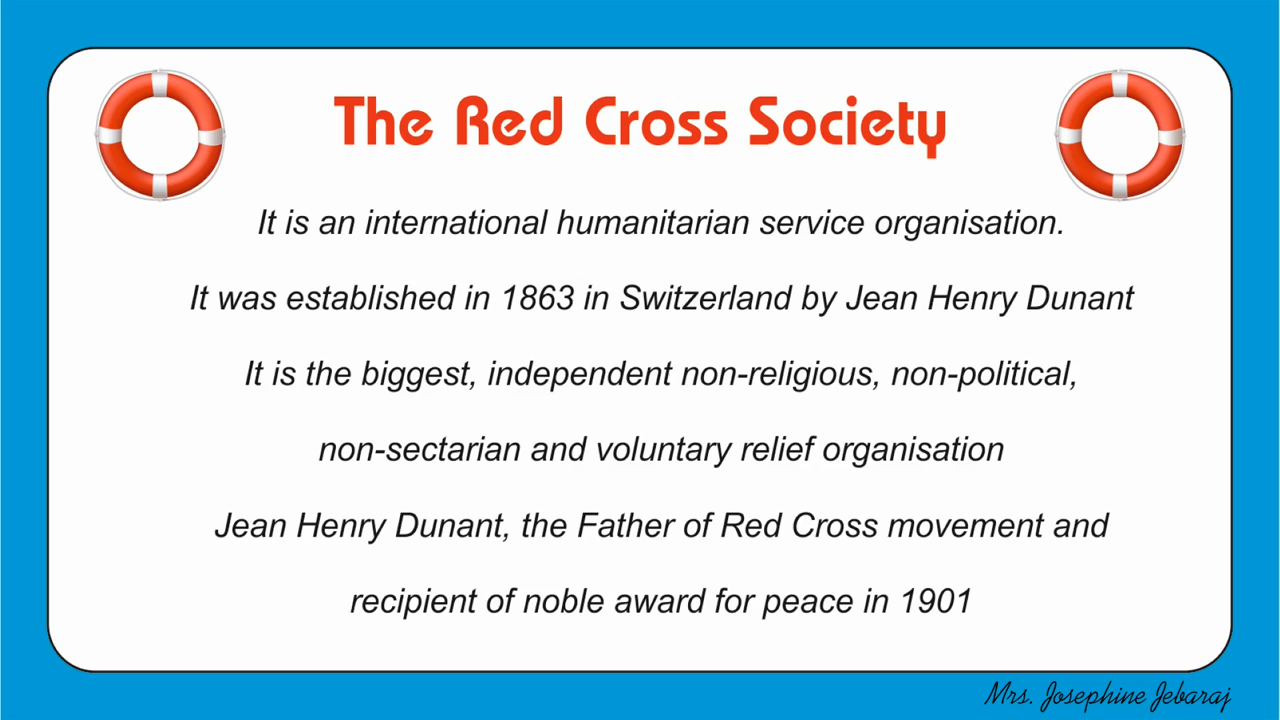 The Red Cross Society
It is an international humanitarian service organisation.
It was established in 1863 in Switzerland by Jean Henry Dunant
It is the biggest, independent non-religious, non-political,
non-sectarian and voluntary relief organisation
Jean Henry Dunant, the Father of Red Cross movement and
recipient of noble award for peace in 1901
Mrs. Josephine Jebaraj